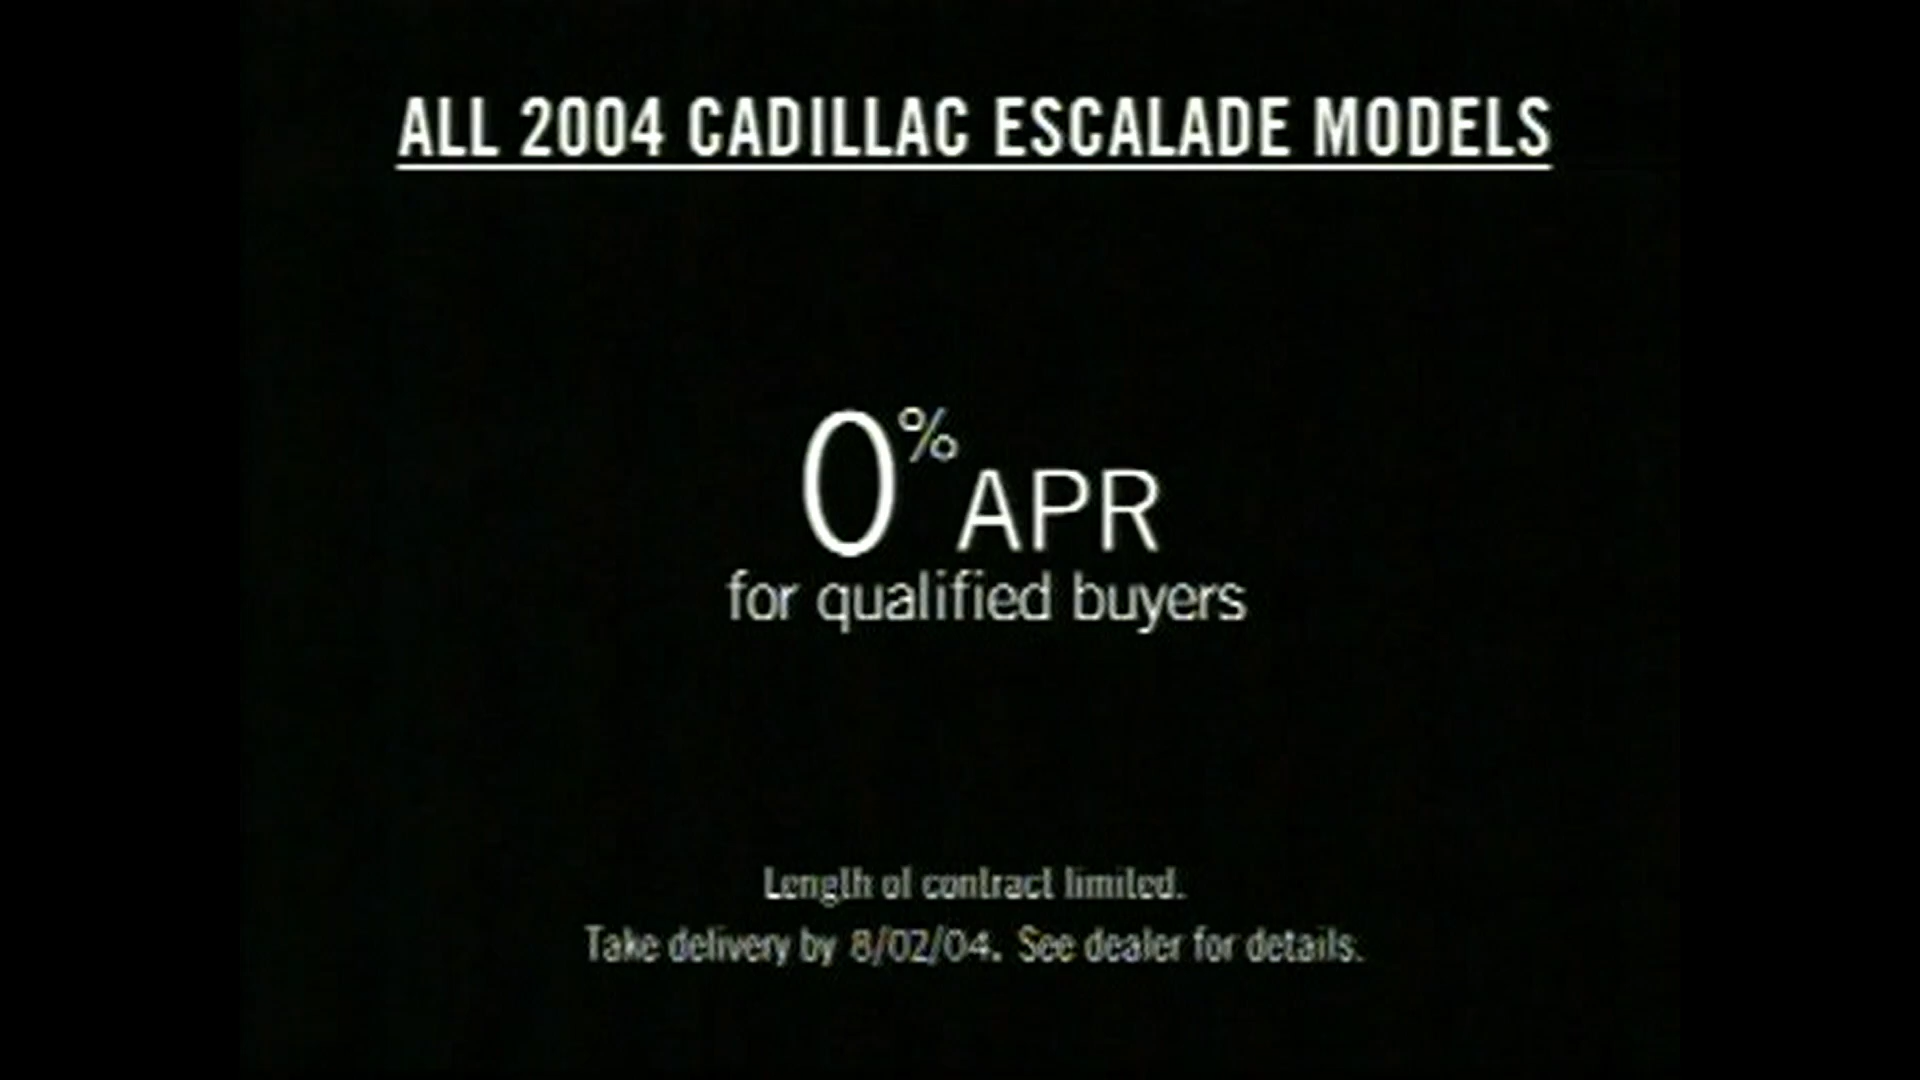 ALL 2004 CADILLAC ESCALADE MODELS
0% APR
for qualified buyers
Length of contract limited.
Take delivery by 8/02/04. See dealer for details.